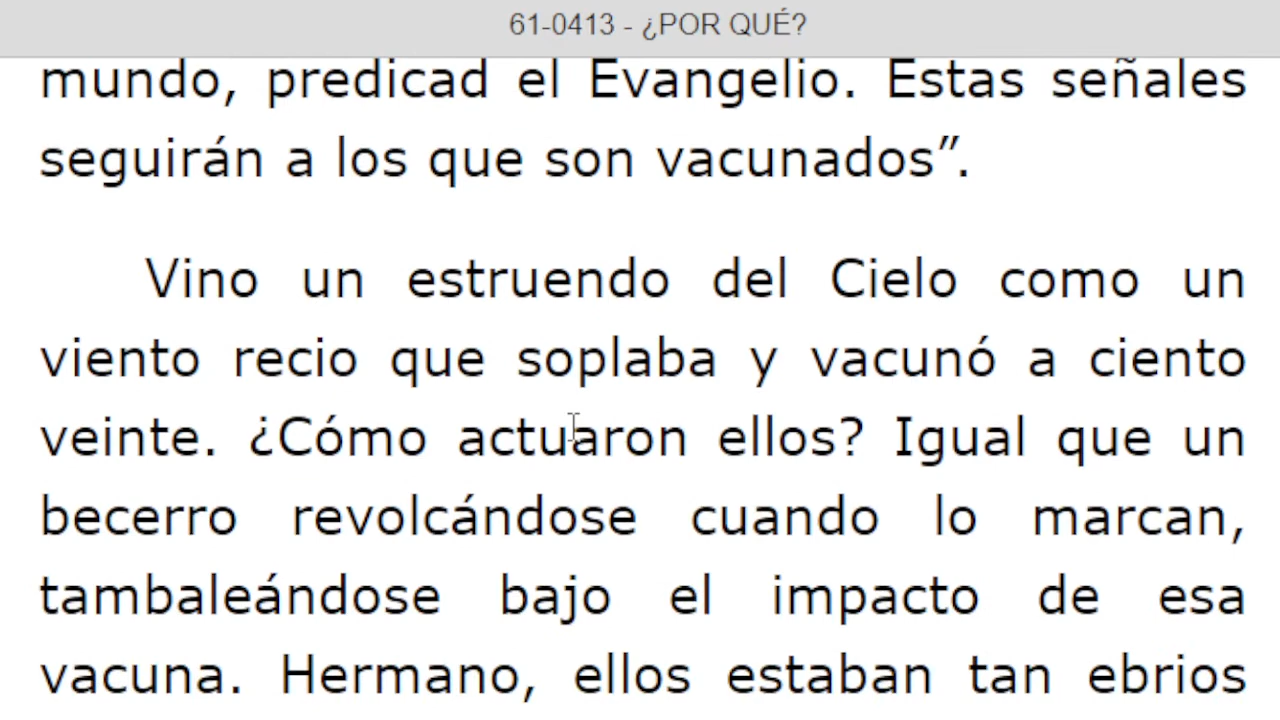 61-0413 - ¿POR QUÉ?
mundo, predicad el Evangelio. Estas señales
seguirán a los que son vacunados”.
Vino un estruendo del Cielo como un
viento recio que soplaba y vacunó a ciento
veinte. ¿Cómo actuaron ellos? Igual que un
becerro revolcándose cuando lo marcan,
tambaleándose bajo el impacto de esa
vacuna. Hermano, ellos estaban tan ebrios